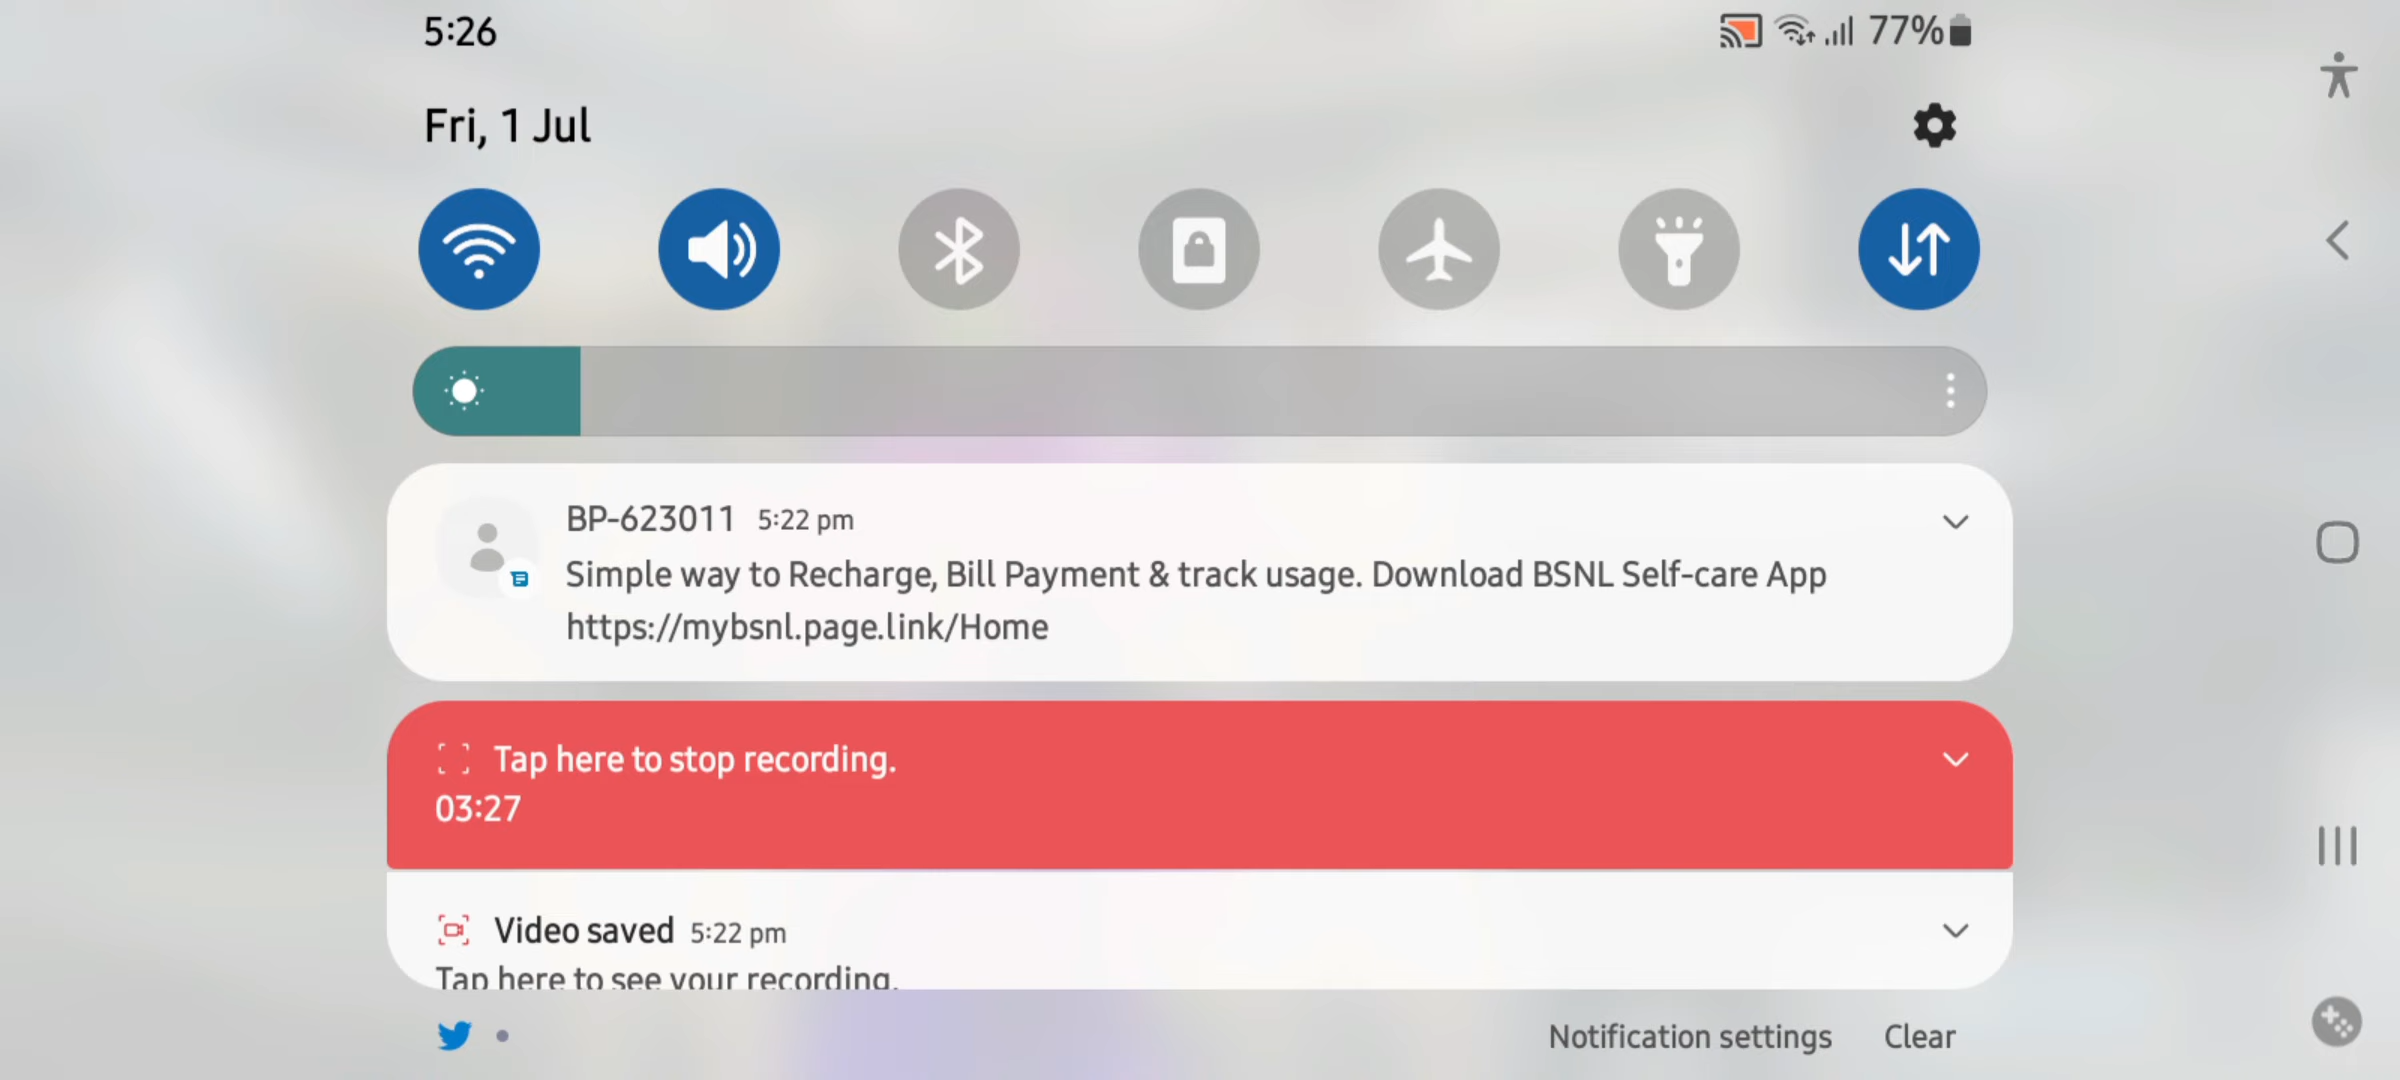 5:26
77%
Fri, 1 Jul
BP-623011 5:22 pm
Simple way to Recharge, Bill Payment & track usage. Download BSNL Self-care App
https://mybsnl.page.link/Home
Tap here to stop recording.
03:27
Video saved 5:22 pm
Tap here to see your recording.
Notification settings Clear